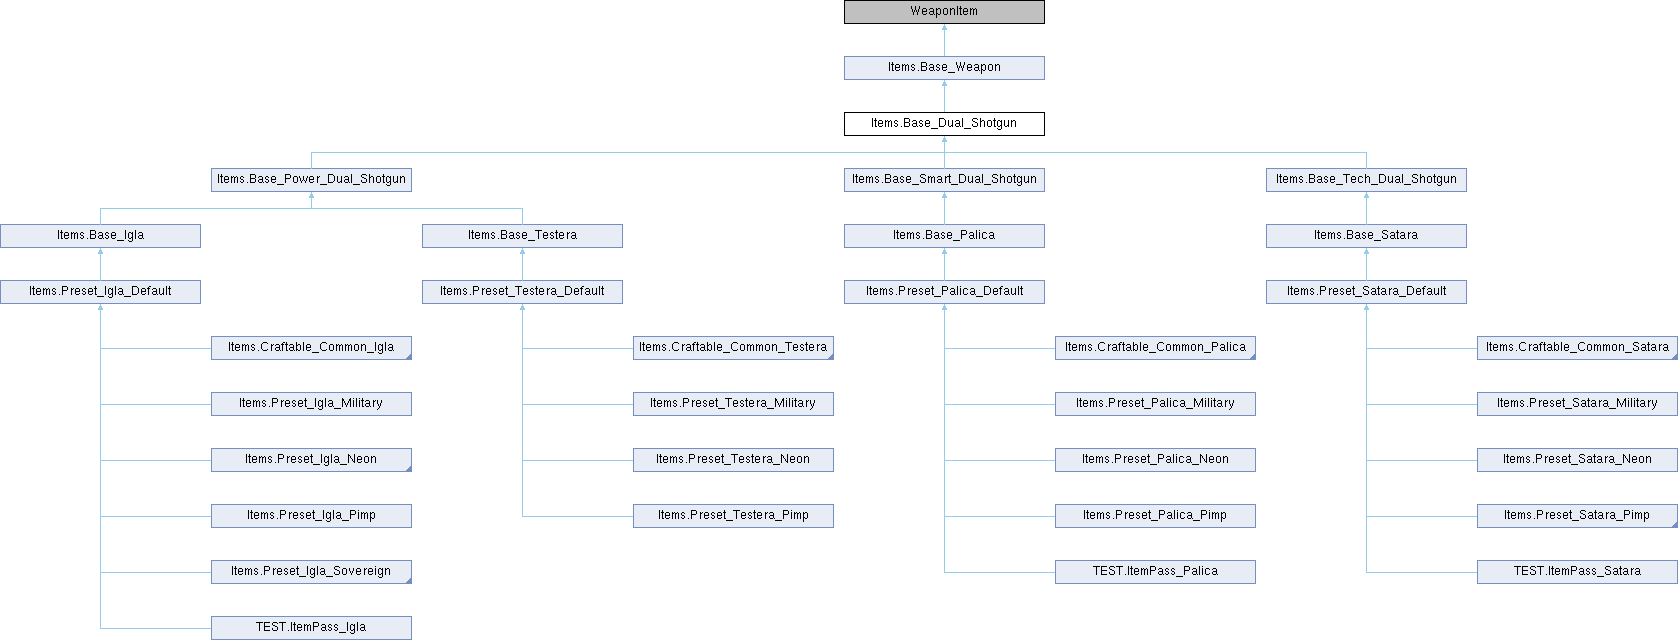 WeaponItem
Items.Base_Weapon
Items.Base_Dual_Shotgun
Items.Base_Power_Dual_Shotgun
Items.Base_Smart_Dual_Shotgun
Items.Base_Tech_Dual_Shotgun
Items.Base_Igla
Items.Base_Testera
Items.Base_Palica
Items.Base_Satara
Items.Preset_Igla_Default
Items.Preset_Testera_Default
Items.Preset_Palica_Default
Items.Preset_Satara_Default
Items.Craftable_Common_Igla
Items.Craftable_Common_Testera
Items.Craftable_Common_Palica
Items.Craftable_Common_Satara
Items.Preset_Igla_Military
Items.Preset_Testera_Military
Items.Preset_Palica_Military
Items.Preset_Satara_Military
Items.Preset_Igla_Neon
Items.Preset_Testera_Neon
Items.Preset_Palica_Neon
Items.Preset_Satara_Neon
Items.Preset_Igla_Pimp
Items.Preset_Testera_Pimp
Items.Preset_Palica_Pimp
Items.Preset_Satara_Pimp
Items.Preset_Igla_Sovereign
TEST.ItemPass_Palica
TEST.ItemPass_Satara
TEST.ItemPass_Igla